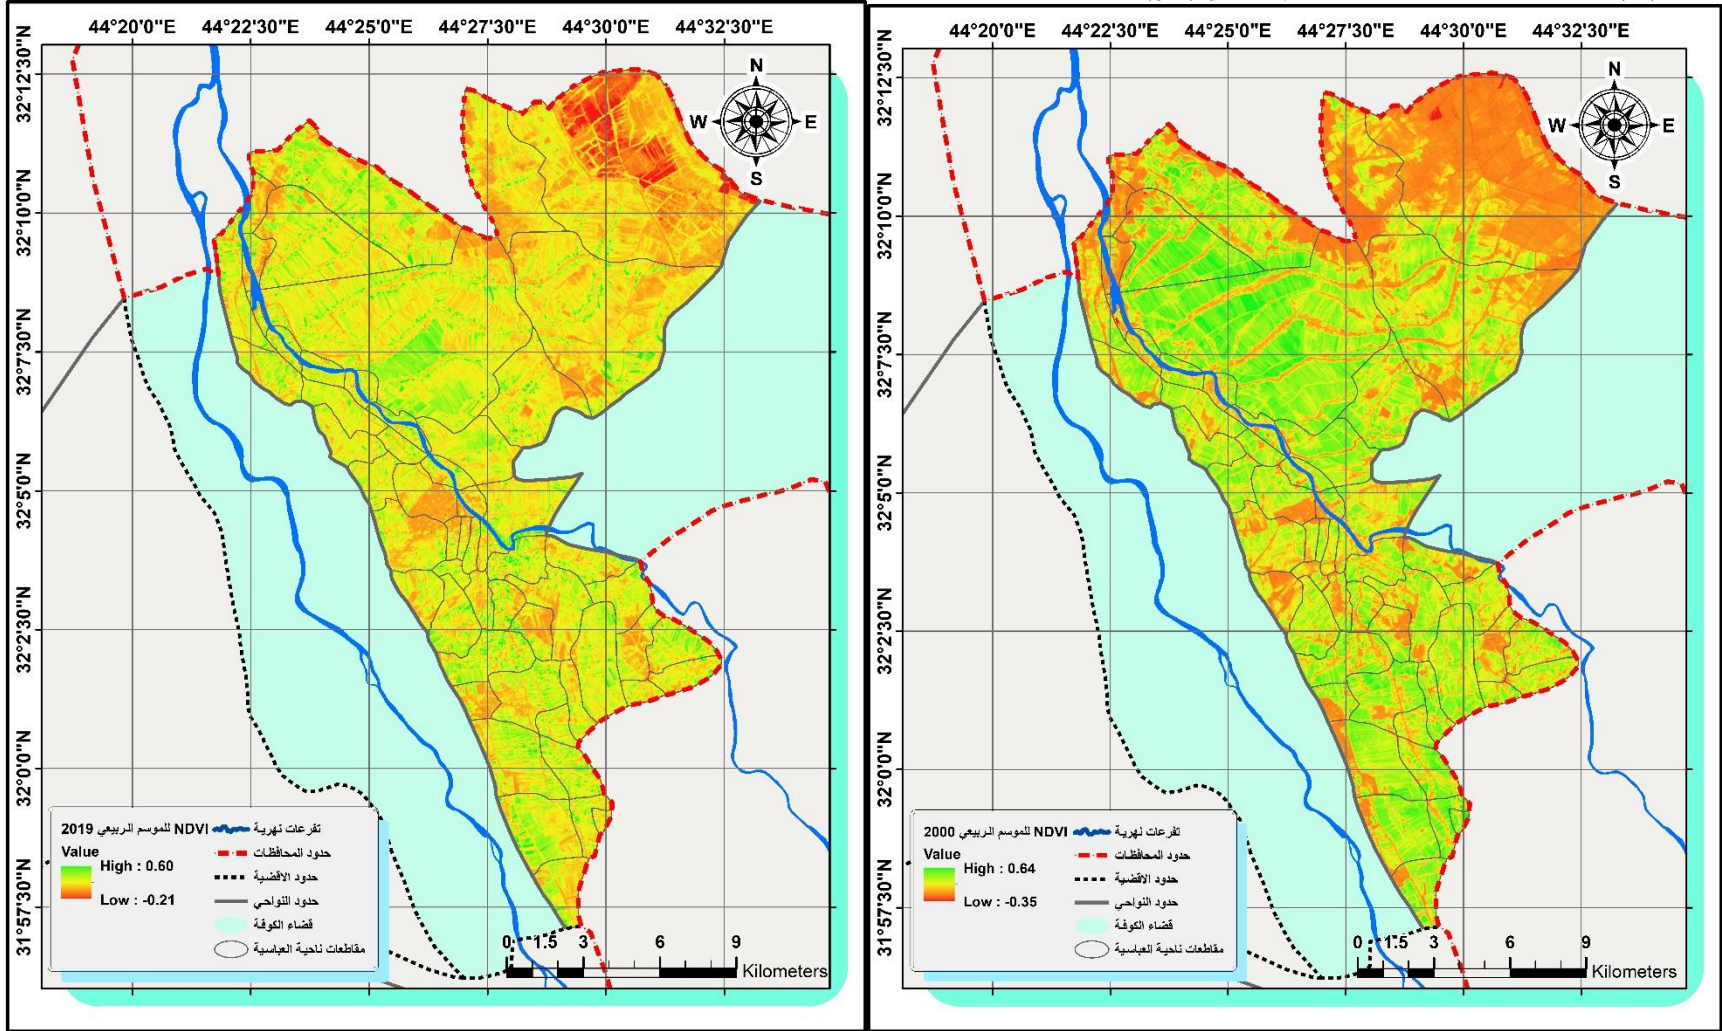 44°20'0"E 44°22'30"E 44°25'0"E 44°27'30"E 44°30'0"E 44°32'30"E
32°12'30"N
32°10'0"N
32°7'30"N
32°5'0"N
32°2'30"N
32°0'0"N
31°57'30"N
N
W E
S
NDVI للموسم الربيعي 2019
Value
High : 0.60
Low : -0.21
تفرعات نهرية
حدود المحافظات
حدود الاقضية
حدود النواحي
قضاء الكوفة
مقاطعات ناحية العباسية
0 1.5 3 6 9
Kilometers
44°20'0"E 44°22'30"E 44°25'0"E 44°27'30"E 44°30'0"E 44°32'30"E
32°12'30"N
32°10'0"N
32°7'30"N
32°5'0"N
32°2'30"N
32°0'0"N
31°57'30"N
N
W E
S
NDVI للموسم الربيعي 2000
Value
High : 0.64
Low : -0.35
تفرعات نهرية
حدود المحافظات
حدود الاقضية
حدود النواحي
قضاء الكوفة
مقاطعات ناحية العباسية
0 1.5 3 6 9
Kilometers